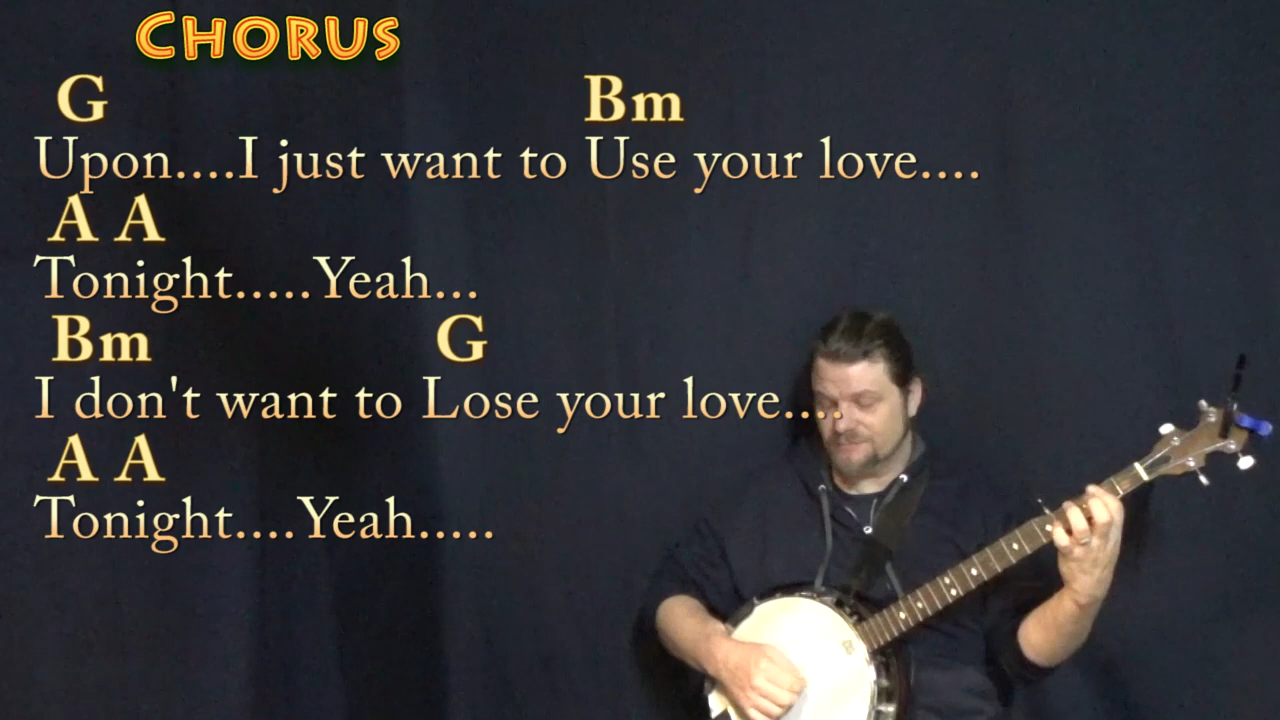 CHORUS
G Bm
Upon....I just want to Use your love....
A A
Tonight.....Yeah...
Bm G
I don't want to Lose your love....
A A
Tonight....Yeah.....